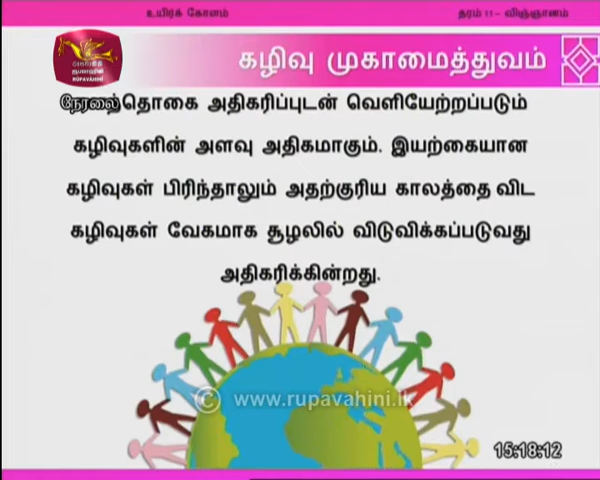 உயிர்க் கோளம்
தரம் 11 - விஞ்ஞானம்
கழிவு முகாமைத்துவம்
RUPAVAHINI
நேரலை
அதிகரிப்புடன் வெளியேற்றப்படும்
கழிவுகளின் அளவு அதிகமாகும். இயற்கையான
கழிவுகள் பிரிந்தாலும் அதற்குரிய காலத்தை விட
கழிவுகள் வேகமாக சூழலில் விடுவிக்கப்படுவது
அதிகரிக்கின்றது.
© www.rupavahini.lk
15:18:12